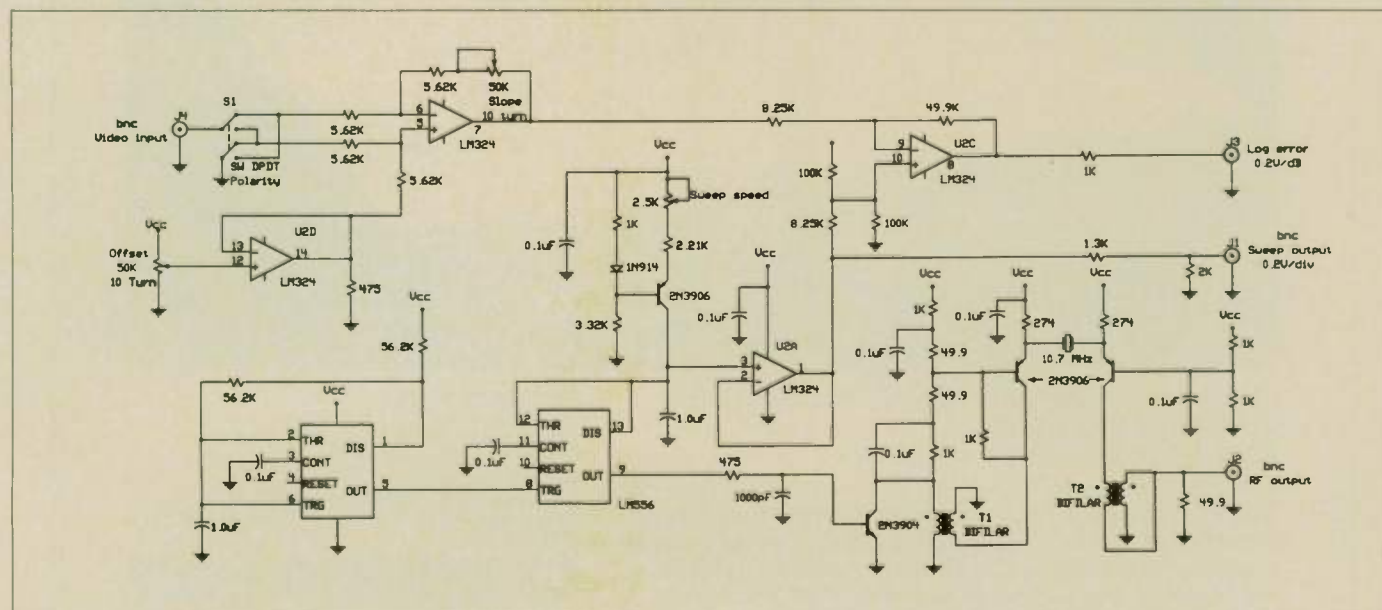 5.62K
50K
Slope
10 turn
S1
J4
bnc
Video input
5.62K
6
5
7
LM324
5.62K
SW DPDT
Polarity
5.62K
8.25K
49.9K
9
10
U2C
8
LM324
1K
J3
Log error
0.2V/dB
Vcc
100K
100K
8.25K
2.5K
Sweep speed
0.1uF
1K
2.21K
1N914
2N3906
3.32K
Vcc
Offset
50K
10 Turn
U2D
13
12
14
LM324
475
Vcc
56.2K
56.2K
Vcc
2
THR
DIS
1
3
CONT
0.1uF
4
RESET
OUT
5
6
TRG
1.0uF
12
THR
DIS
13
11
CONT
0.1uF
10
RESET
OUT
9
8
TRG
LM556
1.0uF
Vcc
0.1uF
U2A
3
2
1
LM324
475
1000pF
2N3904
1.3K
bnc
J1
Sweep output
0.2V/div
2K
Vcc
1K
0.1uF
49.9
49.9
0.1uF
1K
1K
Vcc
0.1uF
274
Vcc
274
10.7 MHz
2N3906
Vcc
1K
0.1uF
1K
T1
BIFILAR
T2
BIFILAR
49.9
J2
bnc
RF output